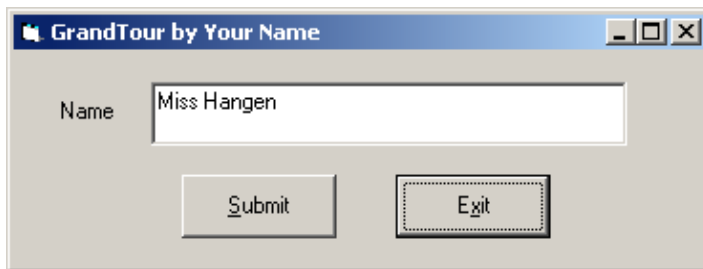 GrandTour by Your Name
Name
Miss Hangen
Submit
Exit